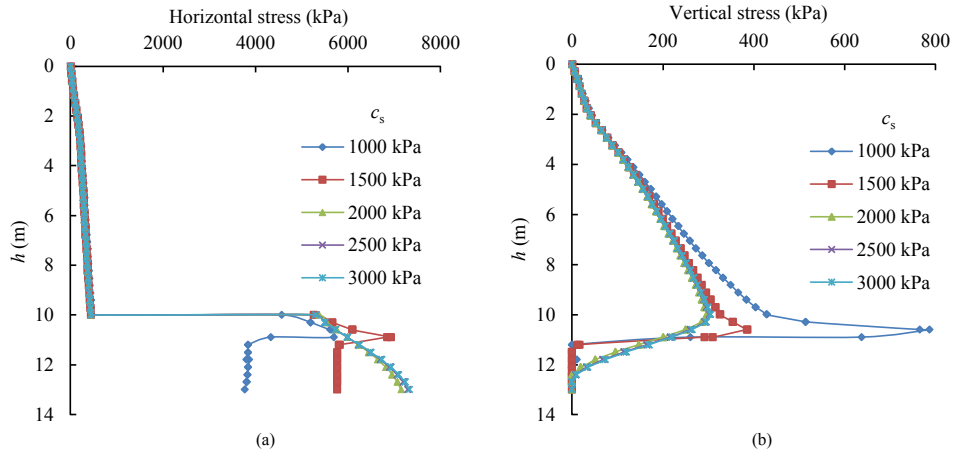 Horizontal stress (kPa)
0 2000 4000 6000 8000
0
2
4
6
8
10
12
14
h (m)
cs
1000 kPa
1500 kPa
2000 kPa
2500 kPa
3000 kPa
(a)
Vertical stress (kPa)
0 200 400 600 800
0
2
4
6
8
10
12
14
h (m)
cs
1000 kPa
1500 kPa
2000 kPa
2500 kPa
3000 kPa
(b)